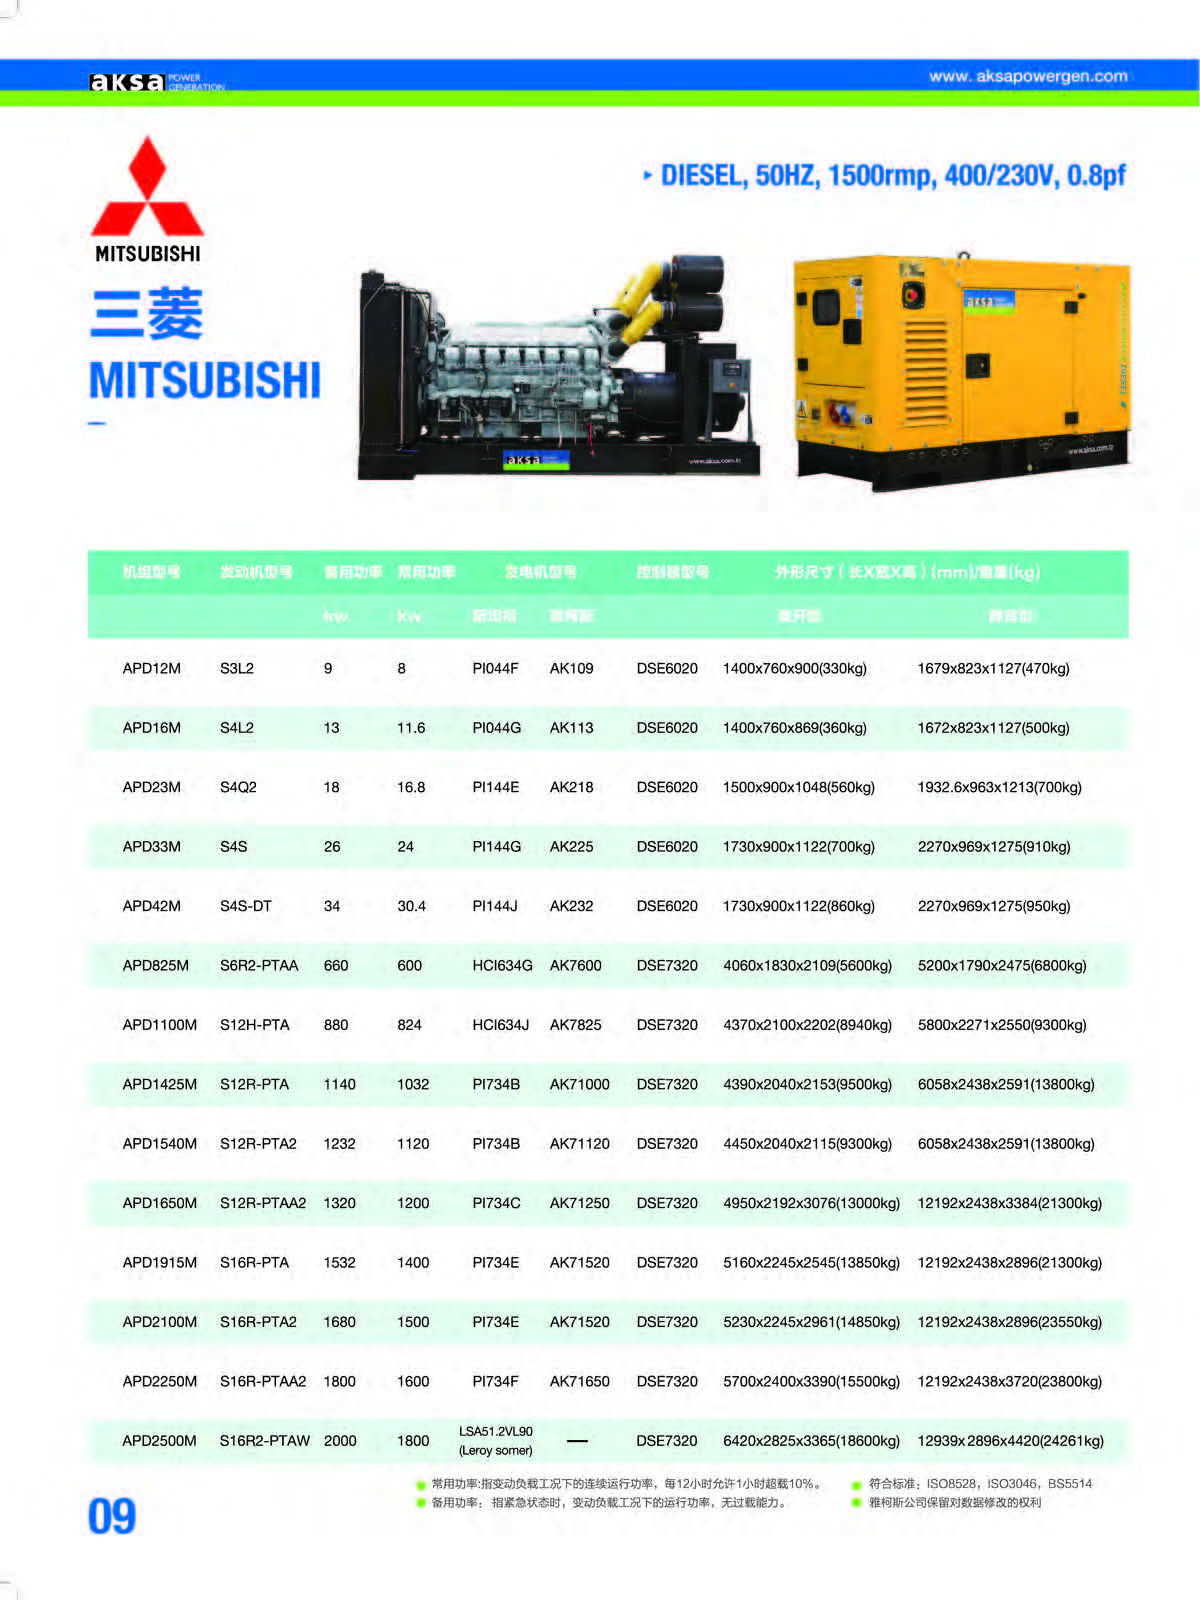 aksa POWER GENERATION
www. aksapowergen.com
MITSUBISHI
DIESEL, 50HZ, 1500rmp, 400/230V, 0.8pf
三菱
MITSUBISHI
aksa
www.aksa.com.tr
aksa
www.aksa.com.tr
机组型号 发动机型号 备用功率 常用功率 发电机型号 控制器型号 外形尺寸（长X宽X高）(mm)/重量(kg)
kw kw 斯坦福 雅柯斯 敞开型 静音型
APD12M S3L2 9 8 PI044F AK109 DSE6020 1400x760x900(330kg) 1679x823x1127(470kg)
APD16M S4L2 13 11.6 PI044G AK113 DSE6020 1400x760x869(360kg) 1672x823x1127(500kg)
APD23M S4Q2 18 16.8 PI144E AK218 DSE6020 1500x900x1048(560kg) 1932.6x963x1213(700kg)
APD33M S4S 26 24 PI144G AK225 DSE6020 1730x900x1122(700kg) 2270x969x1275(910kg)
APD42M S4S-DT 34 30.4 PI144J AK232 DSE6020 1730x900x1122(860kg) 2270x969x1275(950kg)
APD825M S6R2-PTAA 660 600 HCI634G AK7600 DSE7320 4060x1830x2109(5600kg) 5200x1790x2475(6800kg)
APD1100M S12H-PTA 880 824 HCI634J AK7825 DSE7320 4370x2100x2202(8940kg) 5800x2271x2550(9300kg)
APD1425M S12R-PTA 1140 1032 PI734B AK71000 DSE7320 4390x2040x2153(9500kg) 6058x2438x2591(13800kg)
APD1540M S12R-PTA2 1232 1120 PI734B AK71120 DSE7320 4450x2040x2115(9300kg) 6058x2438x2591(13800kg)
APD1650M S12R-PTAA2 1320 1200 PI734C AK71250 DSE7320 4950x2192x3076(13000kg) 12192x2438x3384(21300kg)
APD1915M S16R-PTA 1532 1400 PI734E AK71520 DSE7320 5160x2245x2545(13850kg) 12192x2438x2896(21300kg)
APD2100M S16R-PTA2 1680 1500 PI734E AK71520 DSE7320 5230x2245x2961(14850kg) 12192x2438x2896(23550kg)
APD2250M S16R-PTAA2 1800 1600 PI734F AK71650 DSE7320 5700x2400x3390(15500kg) 12192x2438x3720(23800kg)
APD2500M S16R2-PTAW 2000 1800 LSA51.2VL90 (Leroy somer) — DSE7320 6420x2825x3365(18600kg) 12939x2896x4420(24261kg)
常用功率:指变动负载工况下的连续运行功率，每12小时允许1小时超载10%。 符合标准：ISO8528，ISO3046，BS5514
备用功率： 指紧急状态时，变动负载工况下的运行功率，无过载能力。 雅柯斯公司保留对数据修改的权利
09